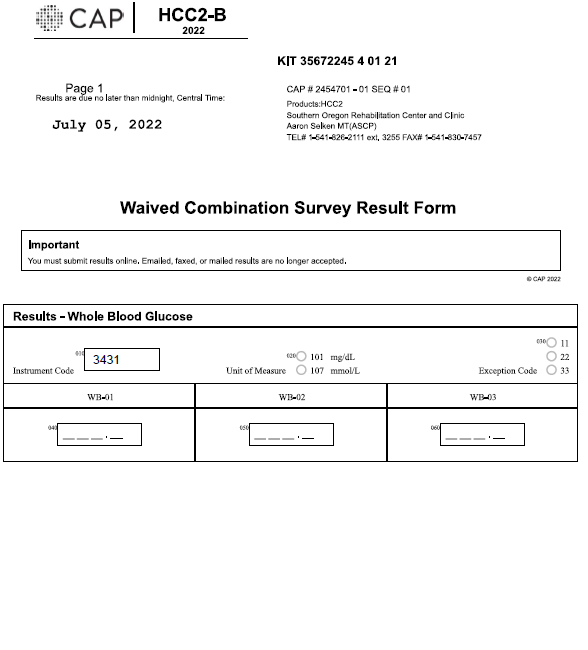 CAP
HCC2-B
2022
KIT 35672245 4 01 21
Page 1
Results are due no later than midnight, Central Time:
July 05, 2022
CAP # 2454701 - 01 SEQ # 01
Products:HCC2
Southern Oregon Rehabilitation Center and Clinic
Aaron Selken MT(ASCP)
TEL# 1-541-826-2111 ext, 3255 FAX# 1-541-830-7457
Waived Combination Survey Result Form
Important
You must submit results online. Emailed, faxed, or mailed results are no longer accepted.
© CAP 2022
Results - Whole Blood Glucose
010 3431
Instrument Code
020 101 mg/dL
Unit of Measure 107 mmol/L
030 11
22
Exception Code 33
WB-01 WB-02 WB-03
040 _ _ _ . _ 050 _ _ _ . _ 060 _ _ _ . _